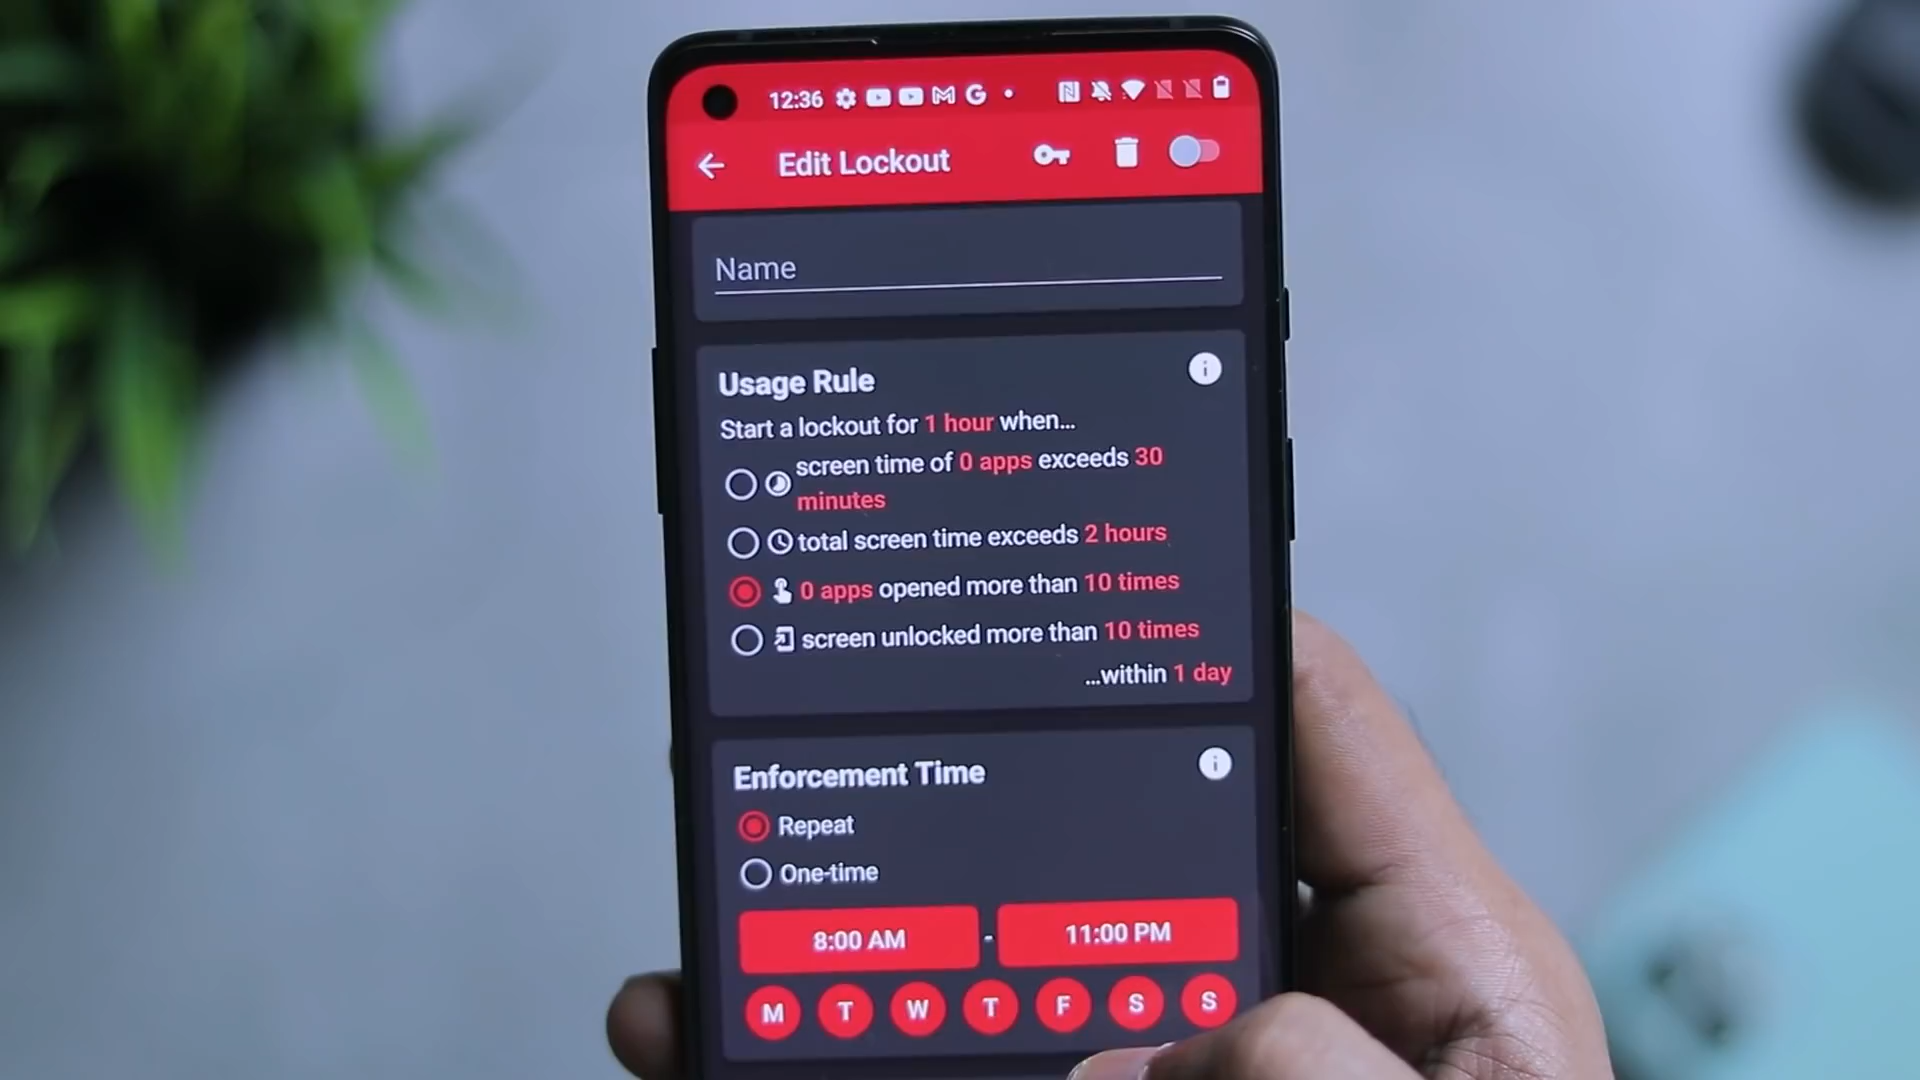 12:36
Edit Lockout
Name
Usage Rule
Start a lockout for 1 hour when...
screen time of 0 apps exceeds 30
minutes
total screen time exceeds 2 hours
0 apps opened more than 10 times
screen unlocked more than 10 times
...within 1 day
Enforcement Time
Repeat
One-time
8:00 AM - 11:00 PM
M T W T F S S